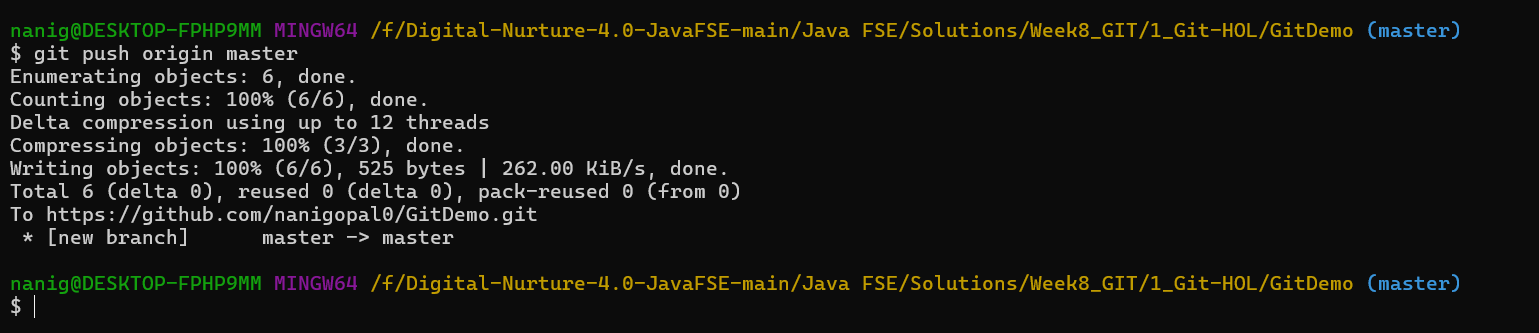 nanig@DESKTOP-FPHP9MM MINGW64 /f/Digital-Nurture-4.0-JavaFSE-main/Java FSE/Solutions/Week8_GIT/1_Git-HOL/GitDemo (master)
$ git push origin master
Enumerating objects: 6, done.
Counting objects: 100% (6/6), done.
Delta compression using up to 12 threads
Compressing objects: 100% (3/3), done.
Writing objects: 100% (6/6), 525 bytes | 262.00 KiB/s, done.
Total 6 (delta 0), reused 0 (delta 0), pack-reused 0 (from 0)
To https://github.com/nanigopal0/GitDemo.git
 * [new branch]      master -> master
nanig@DESKTOP-FPHP9MM MINGW64 /f/Digital-Nurture-4.0-JavaFSE-main/Java FSE/Solutions/Week8_GIT/1_Git-HOL/GitDemo (master)
$